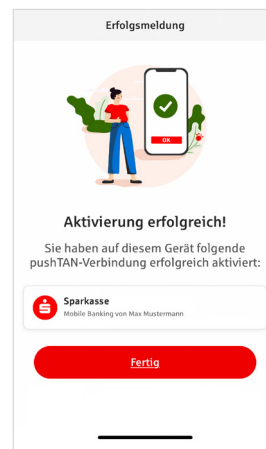 Erfolgsmeldung
OK
Aktivierung erfolgreich!
Sie haben auf diesem Gerät folgende
pushTAN-Verbindung erfolgreich aktiviert:
Sparkasse
Mobile Banking von Max Mustermann
Fertig